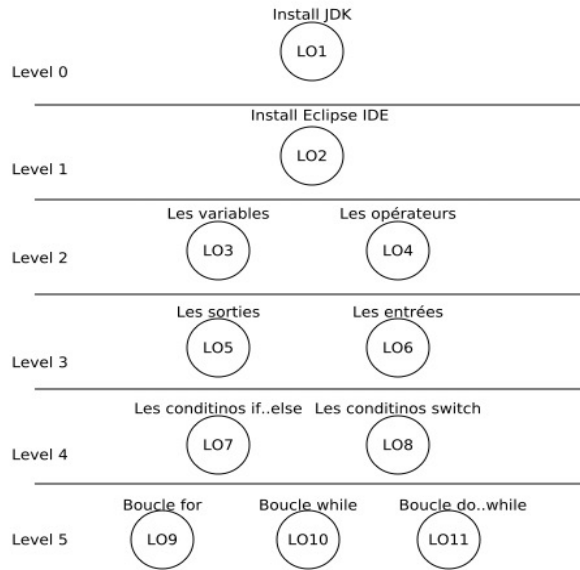 Install JDK
LO1
Level 0
Install Eclipse IDE
LO2
Level 1
Les variables Les opérateurs
LO3 LO4
Level 2
Les sorties Les entrées
LO5 LO6
Level 3
Les conditinos if..else Les conditinos switch
LO7 LO8
Level 4
Boucle for Boucle while Boucle do..while
Level 5 LO9 LO10 LO11